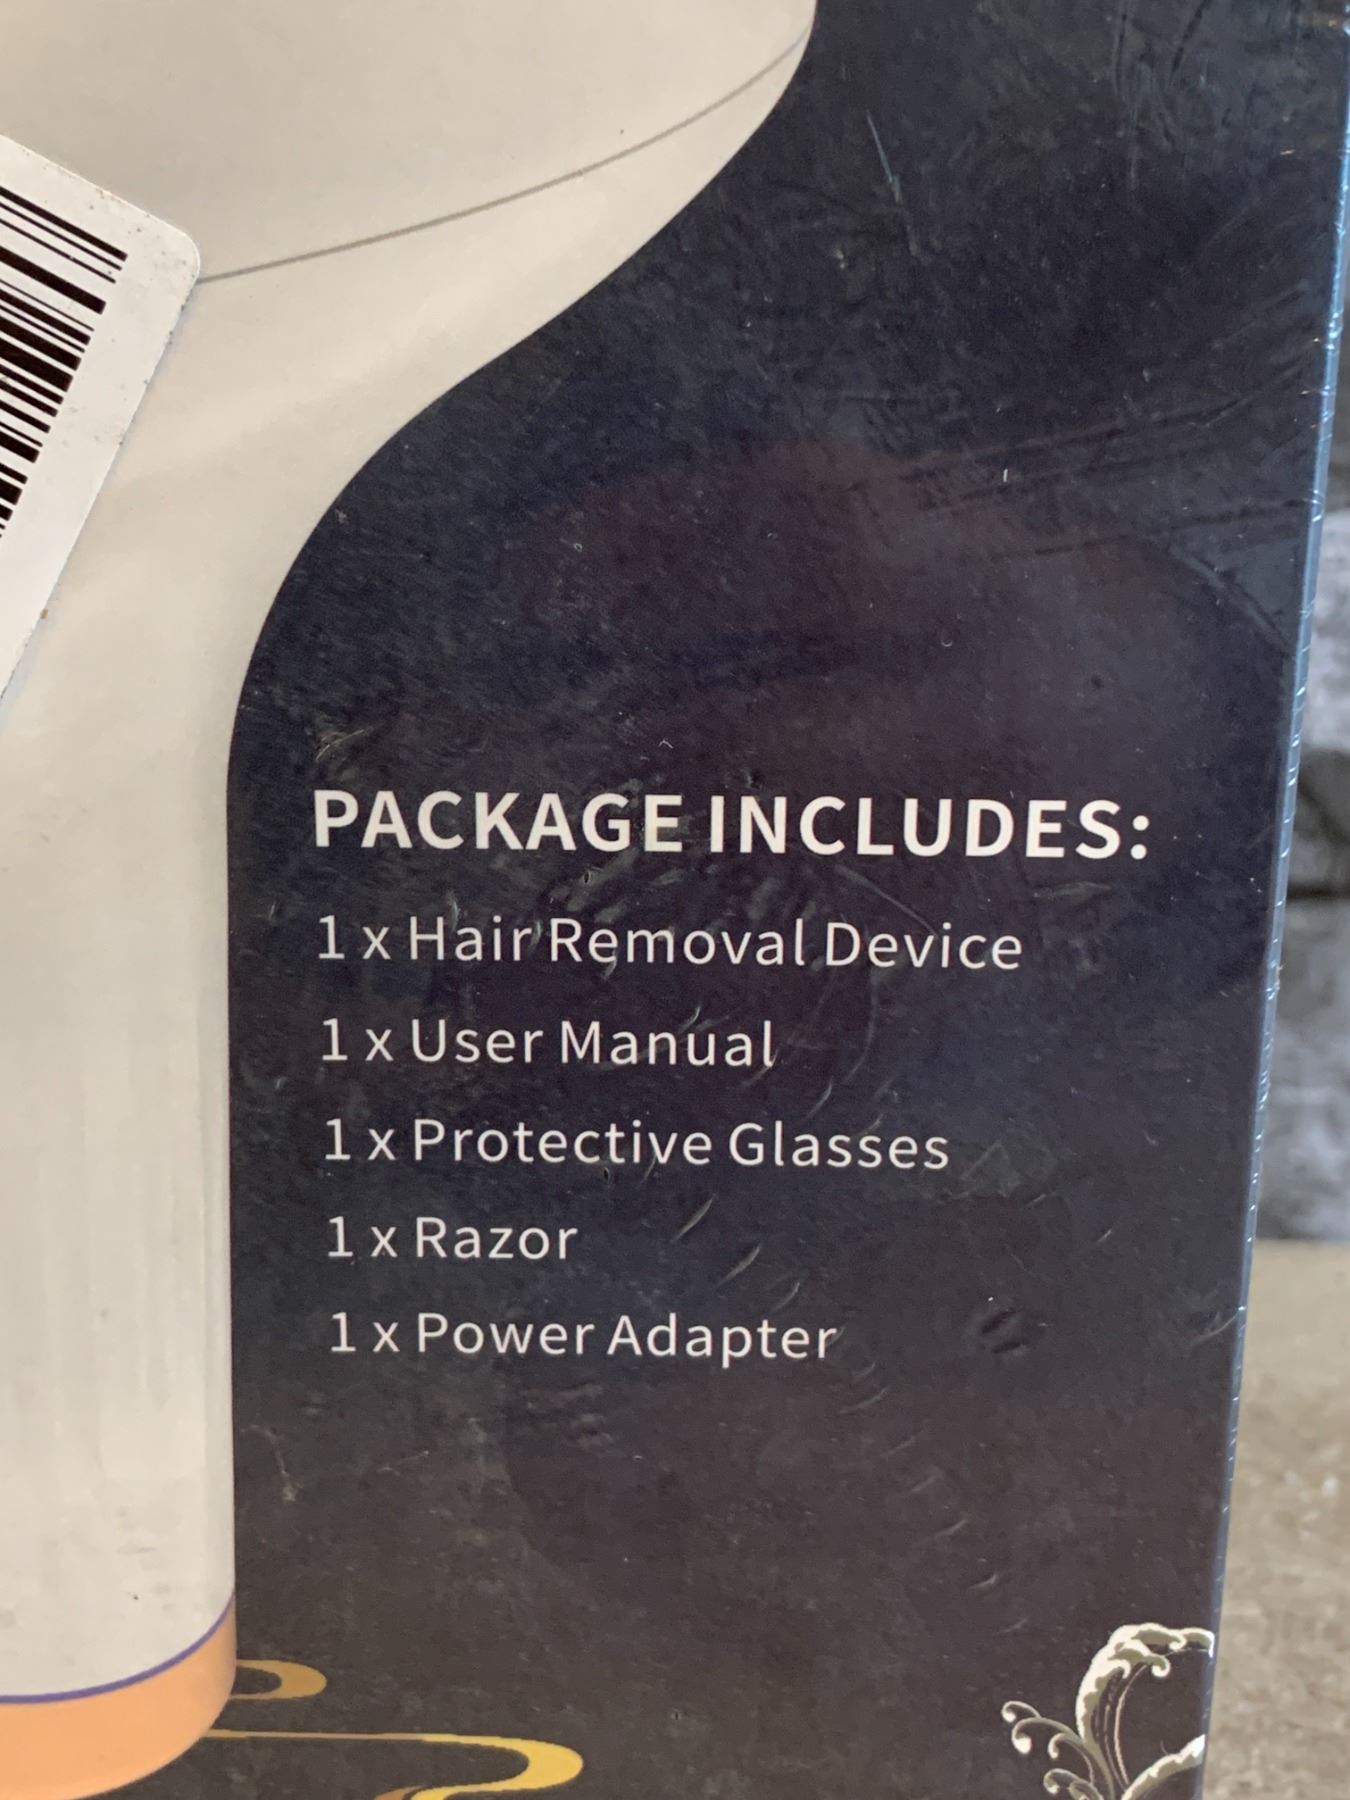 PACKAGE INCLUDES:
1 x Hair Removal Device
1 x User Manual
1 x Protective Glasses
1 x Razor
1 x Power Adapter